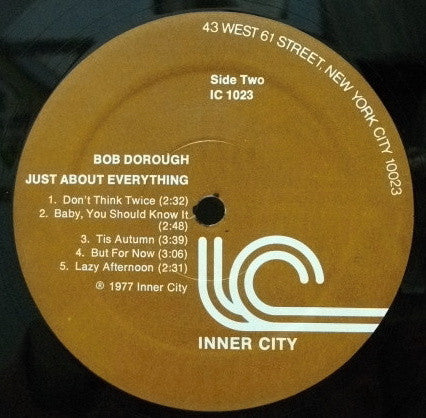 43 WEST 61 STREET, NEW YORK CITY 10023
Side Two
IC 1023
BOB DOROUGH
JUST ABOUT EVERYTHING
1. Don't Think Twice (2:32)
2. Baby, You Should Know It
(2:48)
3. Tis Autumn (3:39)
4. But For Now (3:06)
5. Lazy Afternoon (2:31)
℗ 1977 Inner City
INNER CITY